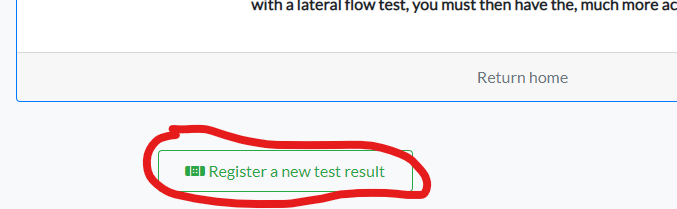 with a lateral flow test, you must then have the, much more ac
Return home
Register a new test result